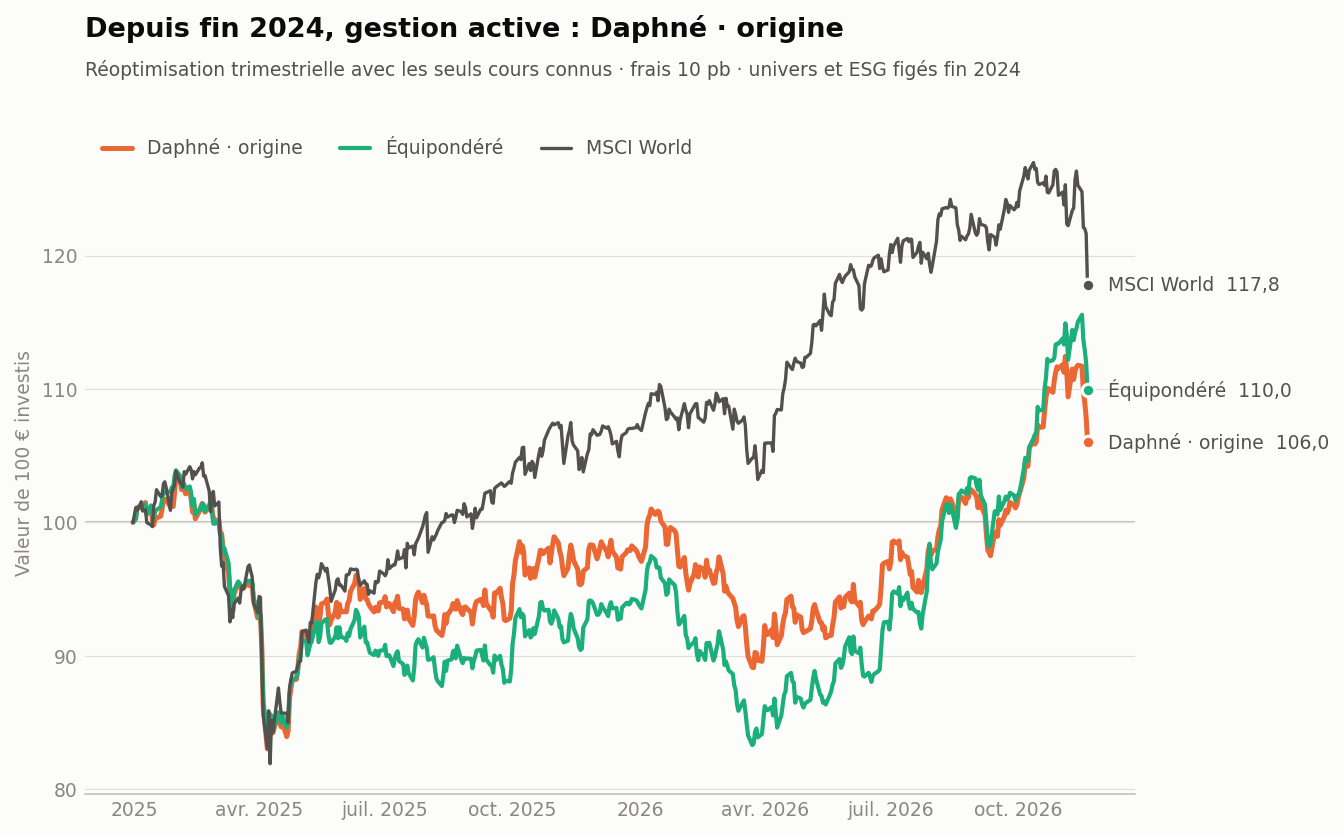 Depuis fin 2024, gestion active : Daphné · origine
Réoptimisation trimestrielle avec les seuls cours connus · frais 10 pb · univers et ESG figés fin 2024
Daphné · origine
Équipondéré
MSCI World
Valeur de 100 € investis
120
110
100
90
80
MSCI World 117,8
Équipondéré 110,0
Daphné · origine 106,0
2025
avr. 2025
juil. 2025
oct. 2025
2026
avr. 2026
juil. 2026
oct. 2026